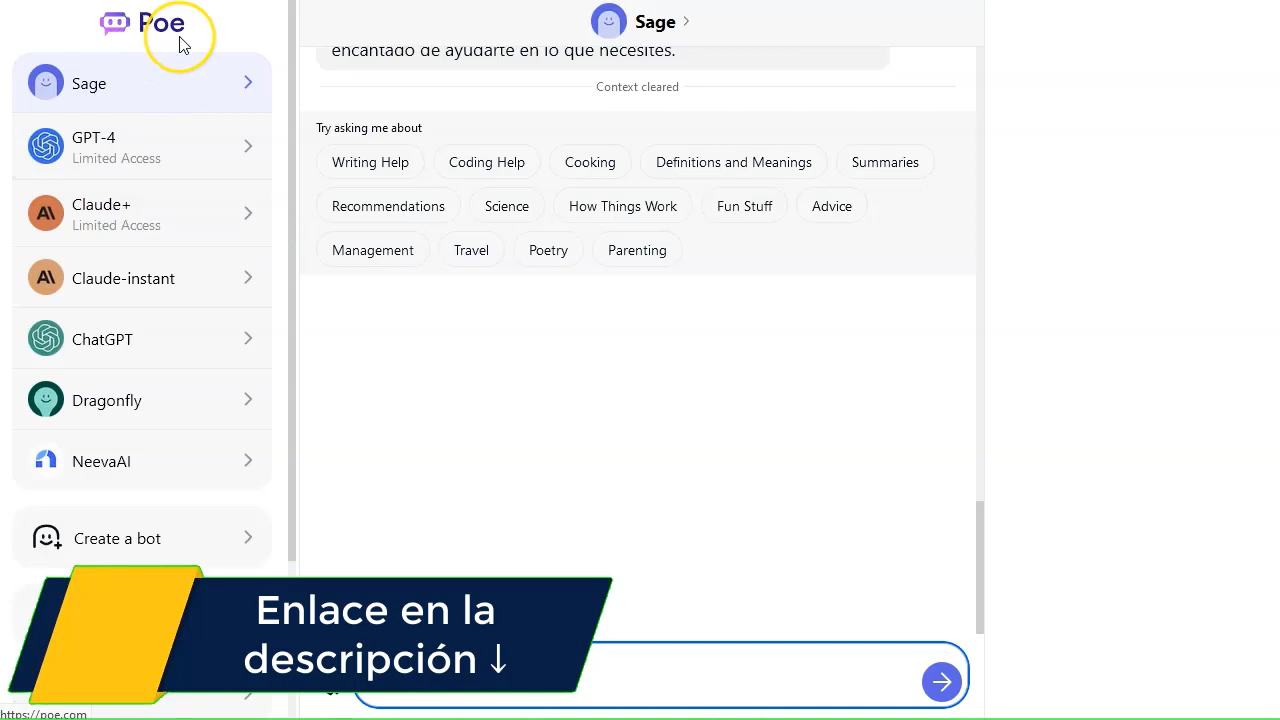 Poe
Sage
GPT-4
Limited Access
Claude+
Limited Access
Claude-instant
ChatGPT
Dragonfly
NeevaAI
Create a bot
Sage
encantado de ayudarte en lo que necesites.
Context cleared
Try asking me about
Writing Help Coding Help Cooking Definitions and Meanings Summaries
Recommendations Science How Things Work Fun Stuff Advice
Management Travel Poetry Parenting
Enlace en la
descripción ↓
https://poe.com